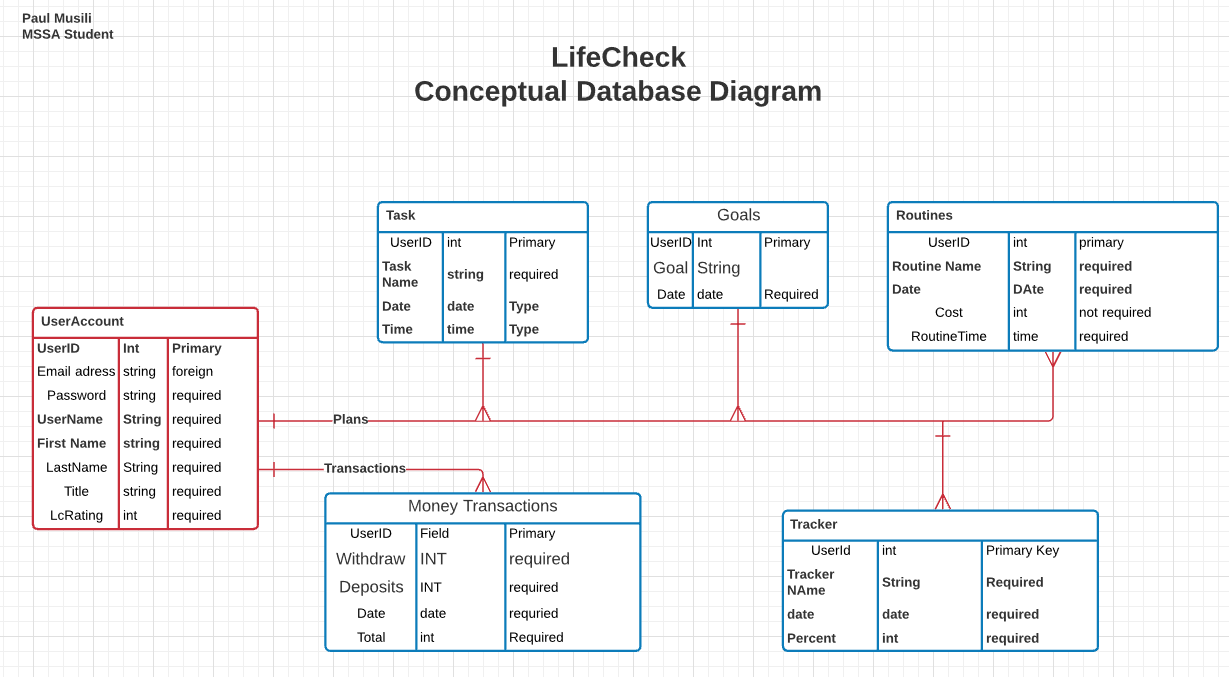 Paul Musili
MSSA Student
LifeCheck
Conceptual Database Diagram
Task
UserID int Primary
Task Name string required
Date date Type
Time time Type
Goals
UserID Int Primary
Goal String
Date date Required
Routines
UserID int primary
Routine Name String required
Date DAte required
Cost int not required
RoutineTime time required
UserAccount
UserID Int Primary
Email adress string foreign
Password string required
UserName String required
First Name string required
LastName String required
Title string required
LcRating int required
Plans
Transactions
Money Transactions
UserID Field Primary
Withdraw INT required
Deposits INT required
Date date requried
Total int Required
Tracker
UserId int Primary Key
Tracker NAme String Required
date date required
Percent int required